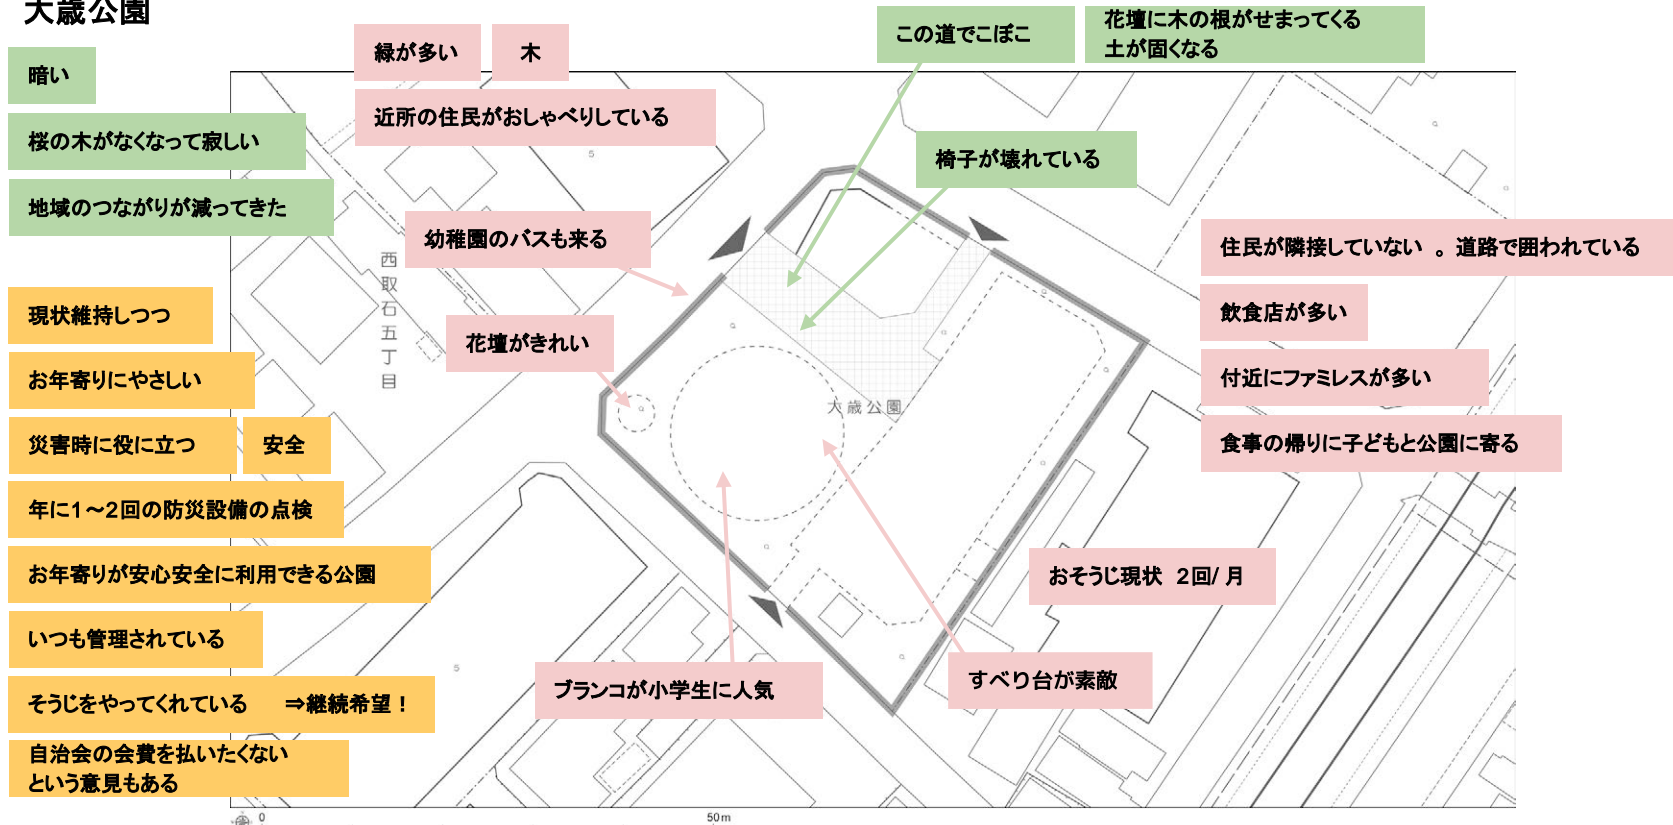 大歳公園
緑が多い
木
この道でこぼこ
花壇に木の根がせまってくる
土が固くなる
暗い
近所の住民がおしゃべりしている
桜の木がなくなって寂しい
椅子が壊れている
地域のつながりが減ってきた
幼稚園のバスも来る
住民が隣接していない 。道路で囲われている
西取石五丁目
現状維持しつつ
飲食店が多い
花壇がきれい
お年寄りにやさしい
付近にファミレスが多い
大歳公園
災害時に役に立つ
安全
食事の帰りに子どもと公園に寄る
年に1～2回の防災設備の点検
お年寄りが安心安全に利用できる公園
おそうじ現状 2回/月
いつも管理されている
そうじをやってくれている ⇒継続希望！
ブランコが小学生に人気
すべり台が素敵
自治会の会費を払いたくない
という意見もある
5
5
0
50m